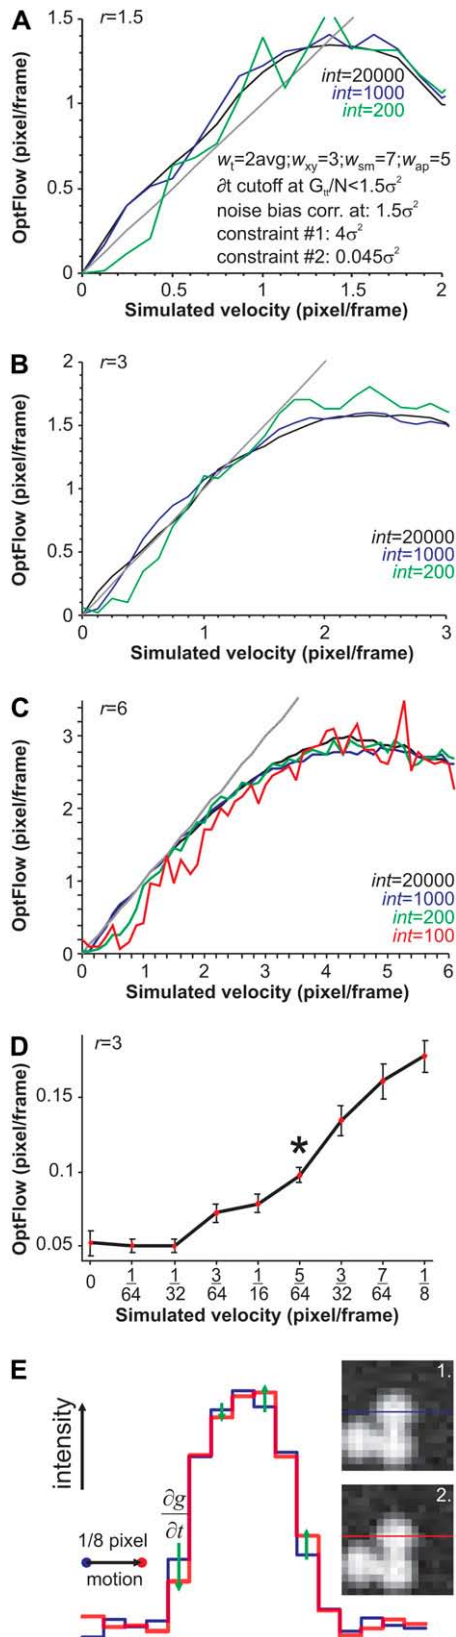 A
r=1.5
OptFlow (pixel/frame)
1.5
1
0.5
0
int=20000
int=1000
int=200
wt=2avg;wxy=3;wsm=7;wap=5
∂t cutoff at Gtt/N<1.5σ²
noise bias corr. at: 1.5σ²
constraint #1: 4σ²
constraint #2: 0.045σ²
0 0.5 1 1.5 2
Simulated velocity (pixel/frame)
B
r=3
OptFlow (pixel/frame)
2
1.5
1
0.5
0
int=20000
int=1000
int=200
0 1 2 3
Simulated velocity (pixel/frame)
C
r=6
OptFlow (pixel/frame)
3
2
1
0
int=20000
int=1000
int=200
int=100
0 1 2 3 4 5 6
Simulated velocity (pixel/frame)
D
r=3
OptFlow (pixel/frame)
0.15
0.1
0.05
*
0 1/64 1/32 3/64 1/16 5/64 3/32 7/64 1/8
Simulated velocity (pixel/frame)
E
intensity
1.
2.
∂g/∂t
1/8 pixel
motion